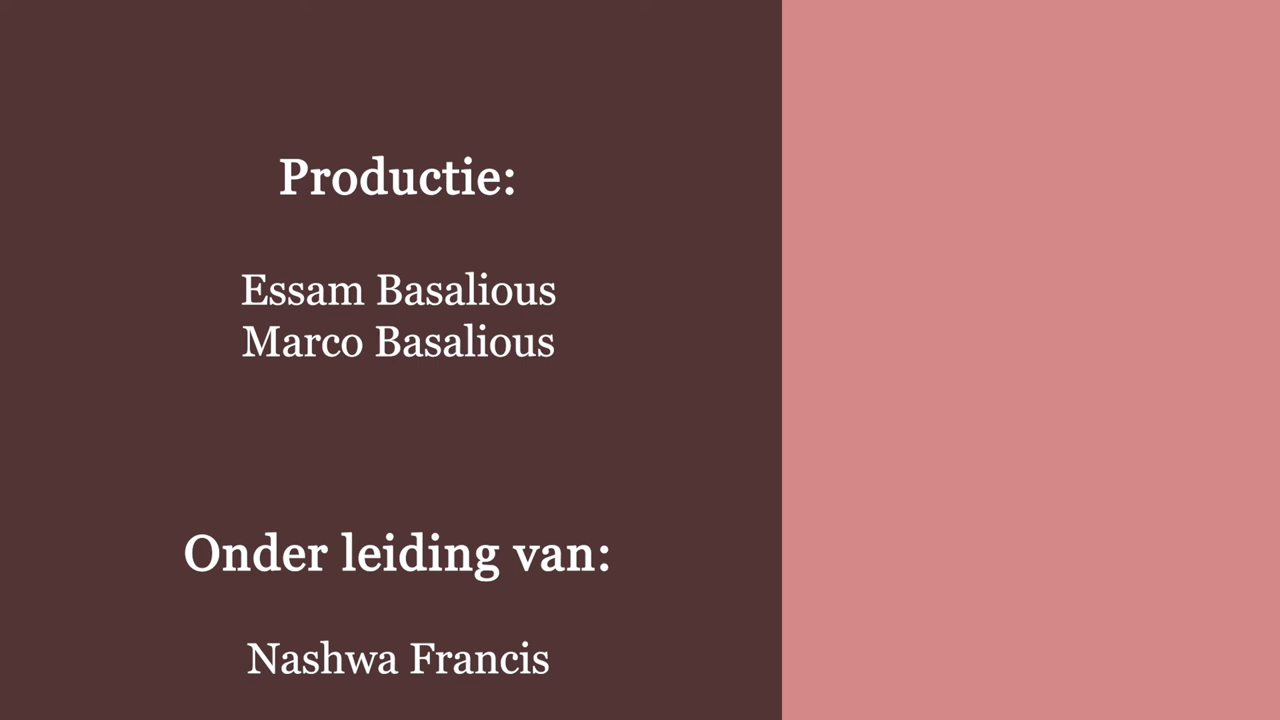 Productie:
Essam Basalious
Marco Basalious
Onder leiding van:
Nashwa Francis